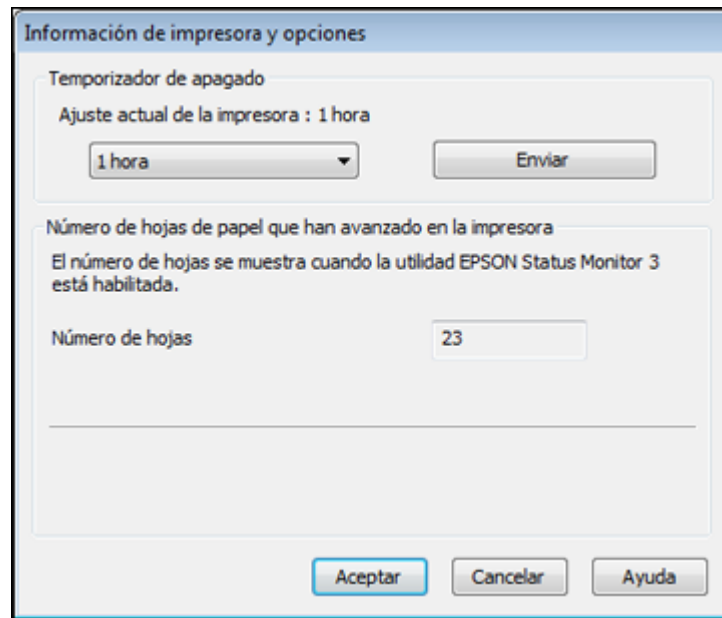 Información de impresora y opciones
Temporizador de apagado
Ajuste actual de la impresora : 1 hora
1 hora
Enviar
Número de hojas de papel que han avanzado en la impresora
El número de hojas se muestra cuando la utilidad EPSON Status Monitor 3
está habilitada.
Número de hojas
23
Aceptar
Cancelar
Ayuda